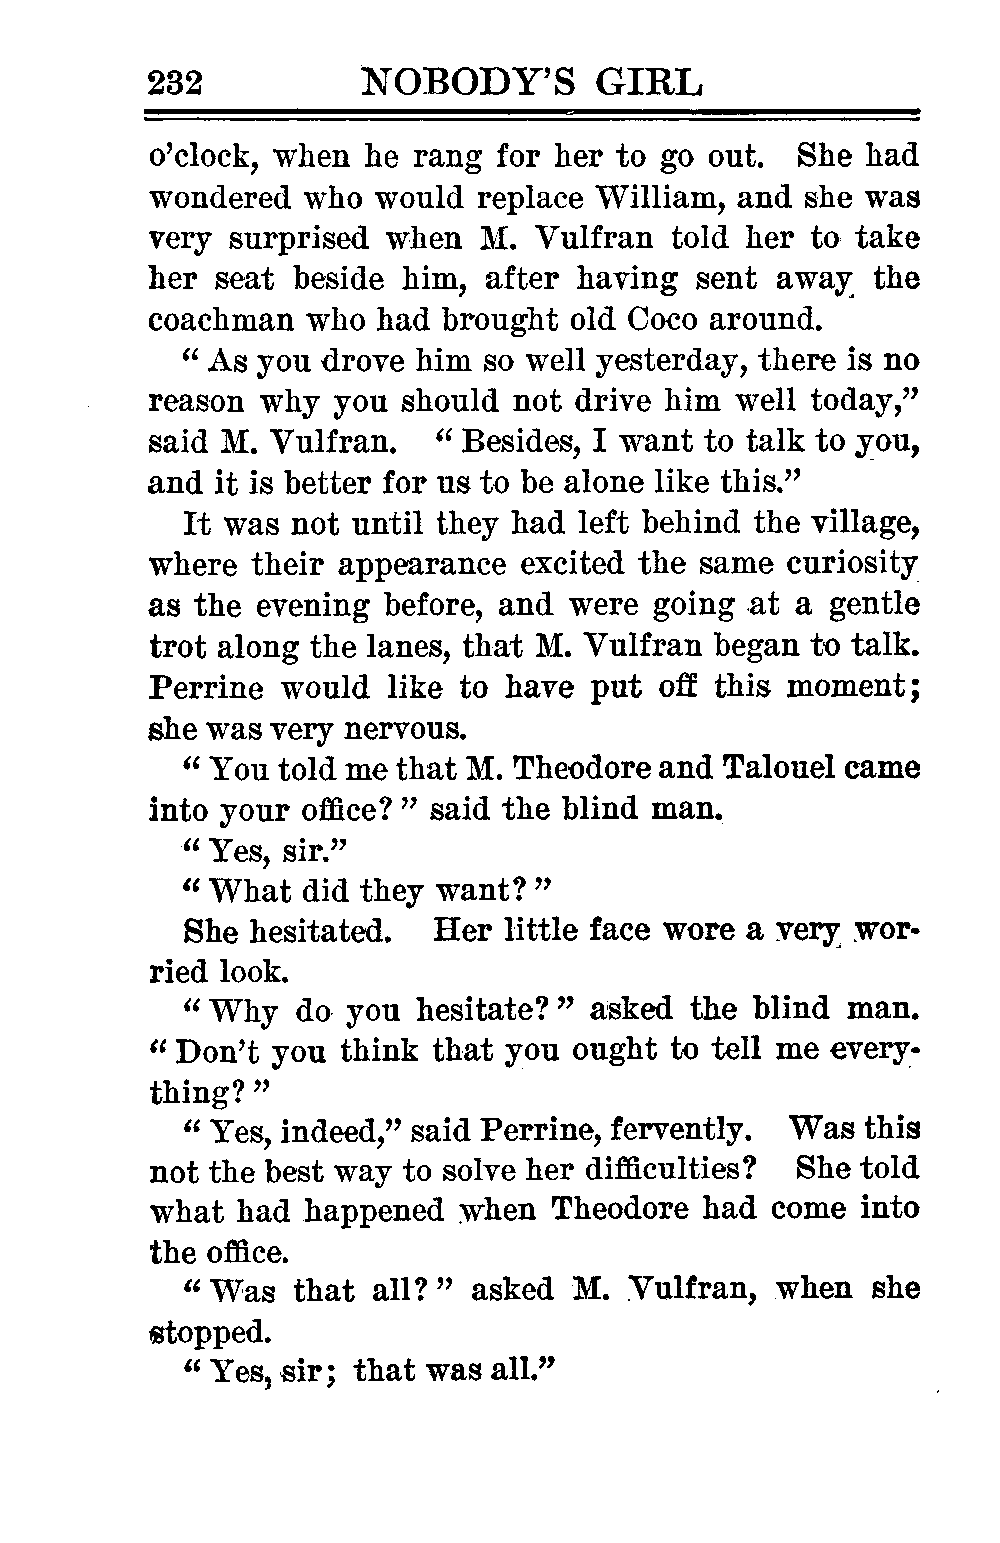 232 NOBODY'S GIRL
o'clock, when he rang for her to go out. She had
wondered who would replace William, and she was
very surprised when M. Vulfran told her to take
her seat beside him, after having sent away the
coachman who had brought old Coco around.
“ As you drove him so well yesterday, there is no
reason why you should not drive him well today,”
said M. Vulfran. “ Besides, I want to talk to you,
and it is better for us to be alone like this.”
It was not until they had left behind the village,
where their appearance excited the same curiosity
as the evening before, and were going at a gentle
trot along the lanes, that M. Vulfran began to talk.
Perrine would like to have put off this moment;
she was very nervous.
“ You told me that M. Theodore and Talouel came
into your office? ” said the blind man.
“ Yes, sir.”
“ What did they want? ”
She hesitated. Her little face wore a very wor-
ried look.
“ Why do you hesitate? ” asked the blind man.
“ Don't you think that you ought to tell me every-
thing? ”
“ Yes, indeed,” said Perrine, fervently. Was this
not the best way to solve her difficulties? She told
what had happened when Theodore had come into
the office.
“ Was that all? ” asked M. Vulfran, when she
stopped.
“ Yes, sir; that was all.”